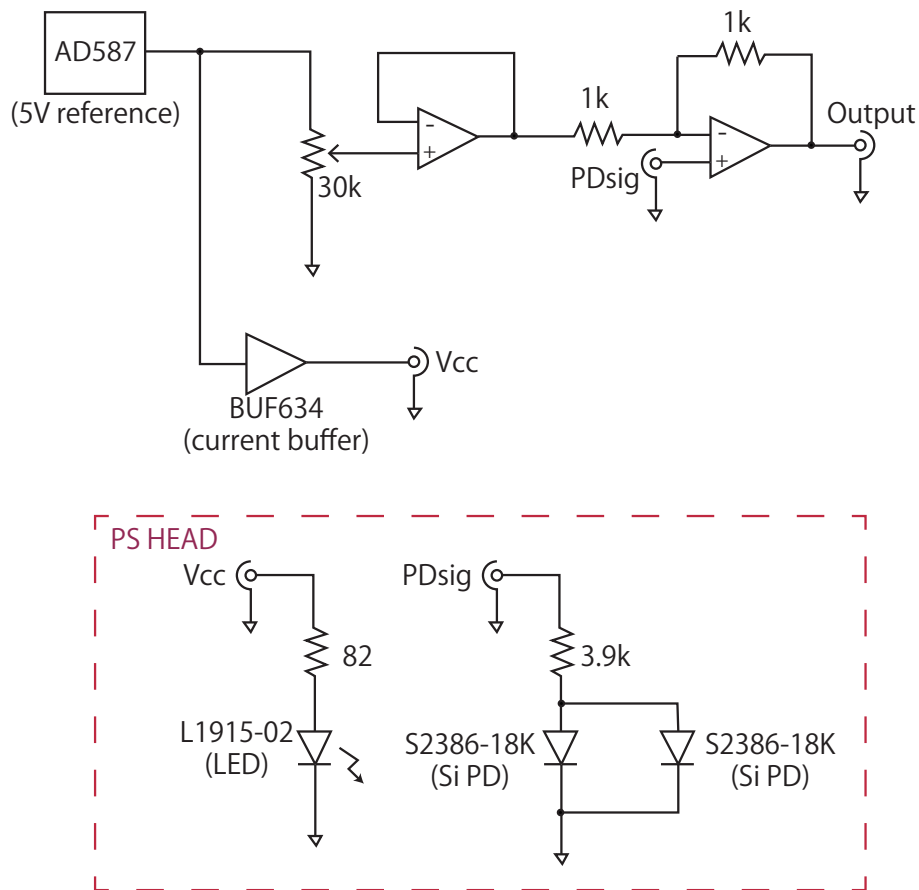 AD587
(5V reference)
30k
-
+
1k
1k
-
+
PDsig
Output
BUF634
(current buffer)
Vcc
PS HEAD
Vcc
82
L1915-02
(LED)
PDsig
3.9k
S2386-18K
(Si PD)
S2386-18K
(Si PD)